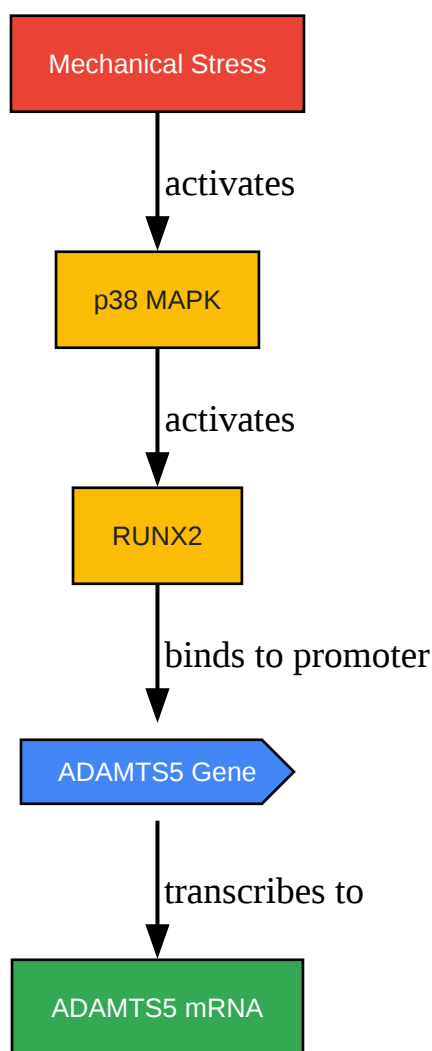 Mechanical Stress
activates
p38 MAPK
activates
RUNX2
binds to promoter
ADAMTS5 Gene
transcribes to
ADAMTS5 mRNA